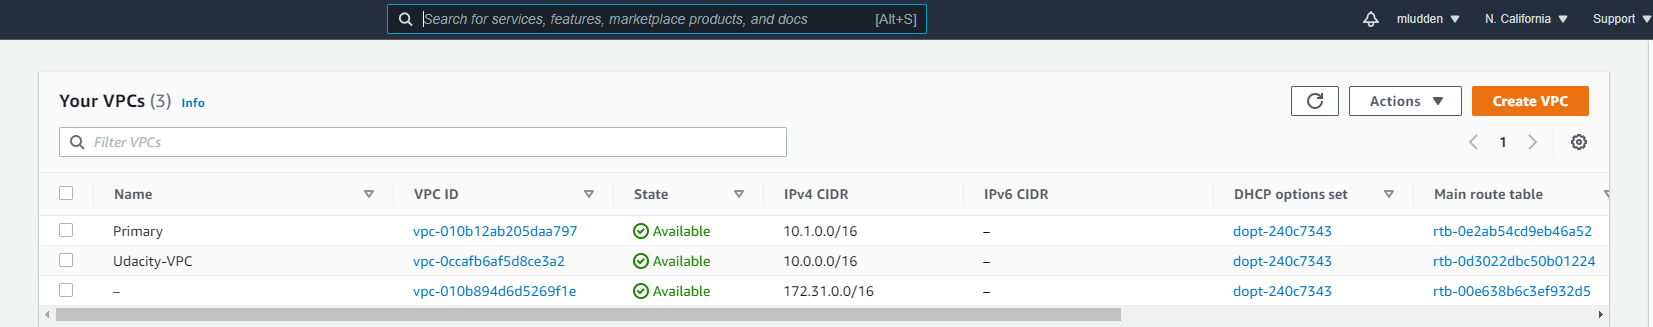 Search for services, features, marketplace products, and docs [Alt+S] mludden N. California Support
Your VPCs (3) Info Actions Create VPC
Filter VPCs 1
Name VPC ID State IPv4 CIDR IPv6 CIDR DHCP options set Main route table
Primary vpc-010b12ab205daa797 Available 10.1.0.0/16 – dopt-240c7343 rtb-0e2ab54cd9eb46a52
Udacity-VPC vpc-0ccafb6af5d8ce3a2 Available 10.0.0.0/16 – dopt-240c7343 rtb-0d3022dbc50b01224
– vpc-010b894d6d5269f1e Available 172.31.0.0/16 – dopt-240c7343 rtb-00e638b6c3ef932d5